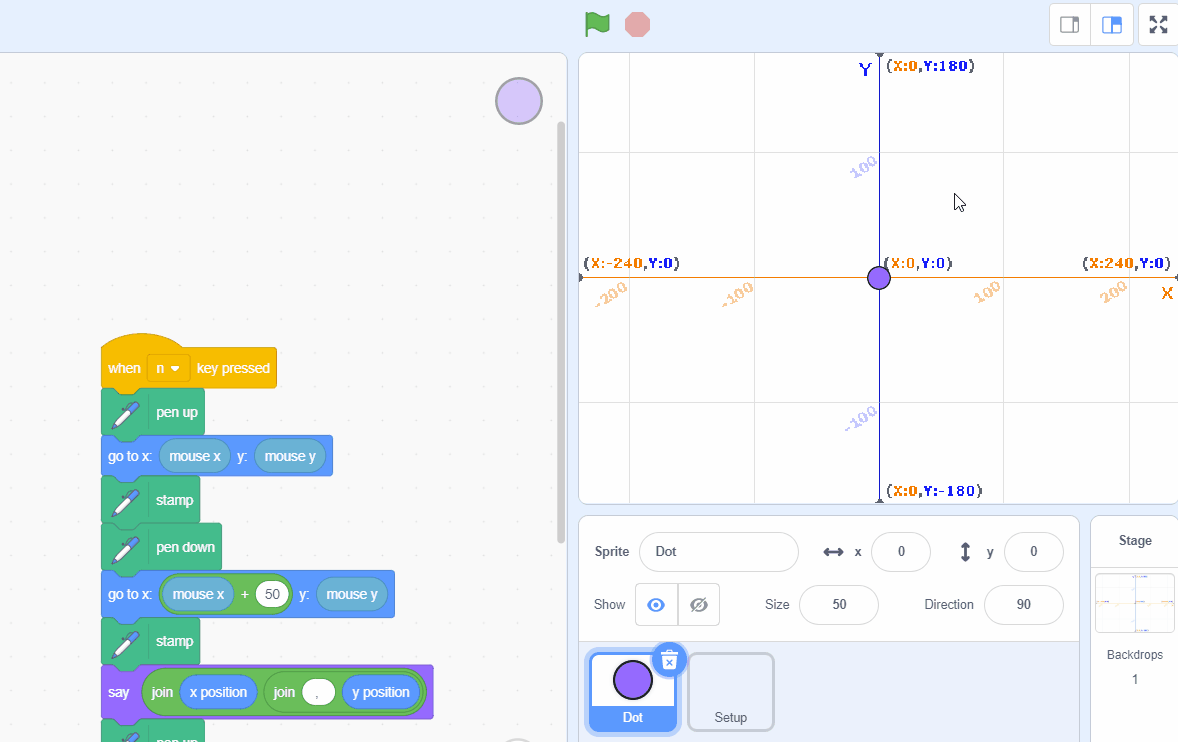 Y (X:0,Y:180)
100
(X:-240,Y:0) (X:0,Y:0) (X:240,Y:0)
-200 -100 100 200 X
-100
(X:0,Y:-180)
when n key pressed
pen up
go to x: mouse x y: mouse y
stamp
pen down
go to x: mouse x + 50 y: mouse y
stamp
say join x position join , y position
pen up
Sprite Dot x 0 y 0
Show Size 50 Direction 90
Dot
Setup
Stage
Backdrops
1